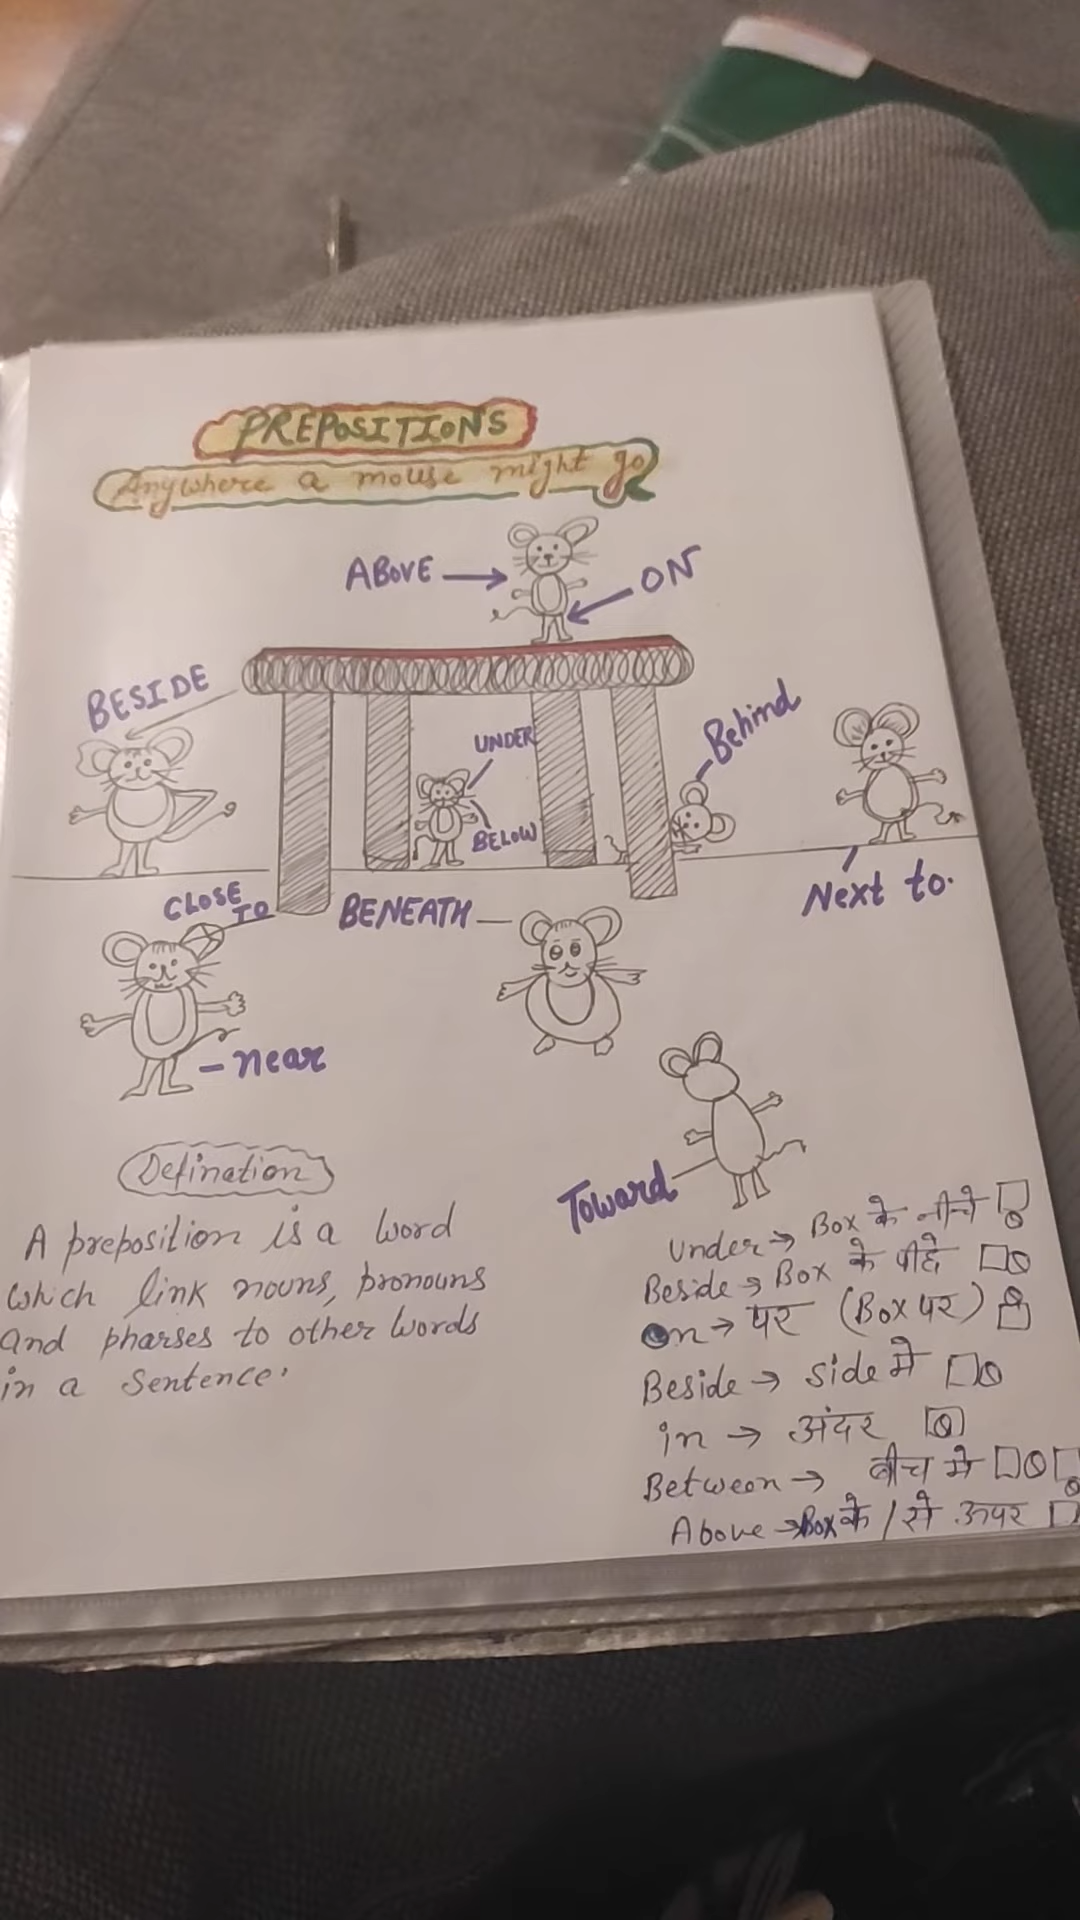 PREPOSITIONS
Anywhere a mouse might go
ABOVE
ON
BESIDE
UNDER
Behind
BELOW
CLOSE
TO
BENEATH
Next to.
near
Toward
Defination
A preposition is a word
which link nouns, pronouns
and pharses to other words
in a sentence.
Under → Box के नीचे
Beside → Box के पीछे
On → पर (Box पर)
Beside → side में
in → अंदर
Between → बीच में
Above → Box के / से ऊपर